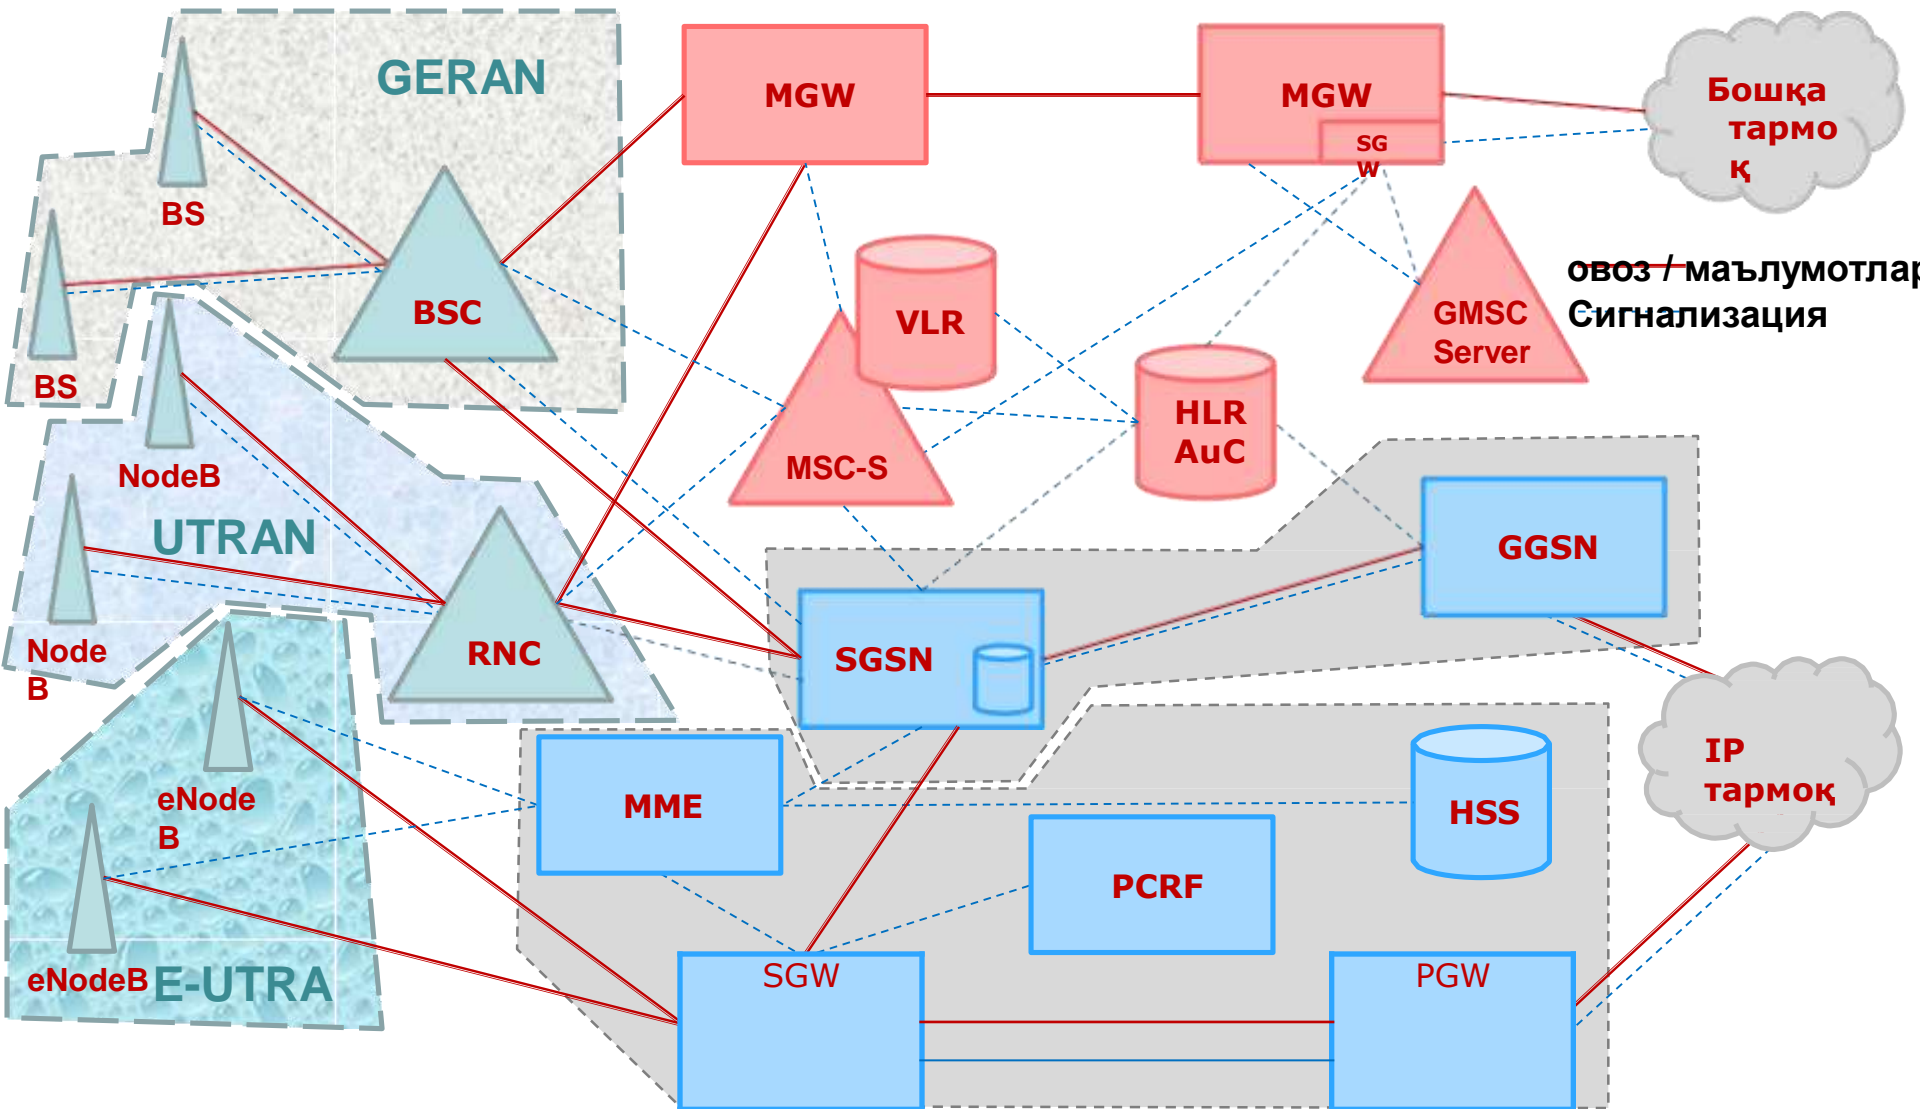 GERAN
MGW
MGW
SG
W
Бошқа
тармо
қ
BS
BS
BSC
VLR
GMSC
Server
овоз / маълумотлар
Сигнализация
HLR
AuC
MSC-S
NodeB
UTRAN
Node
B
RNC
SGSN
GGSN
IP
тармоқ
eNode
B
MME
HSS
PCRF
eNodeB
E-UTRA
SGW
PGW